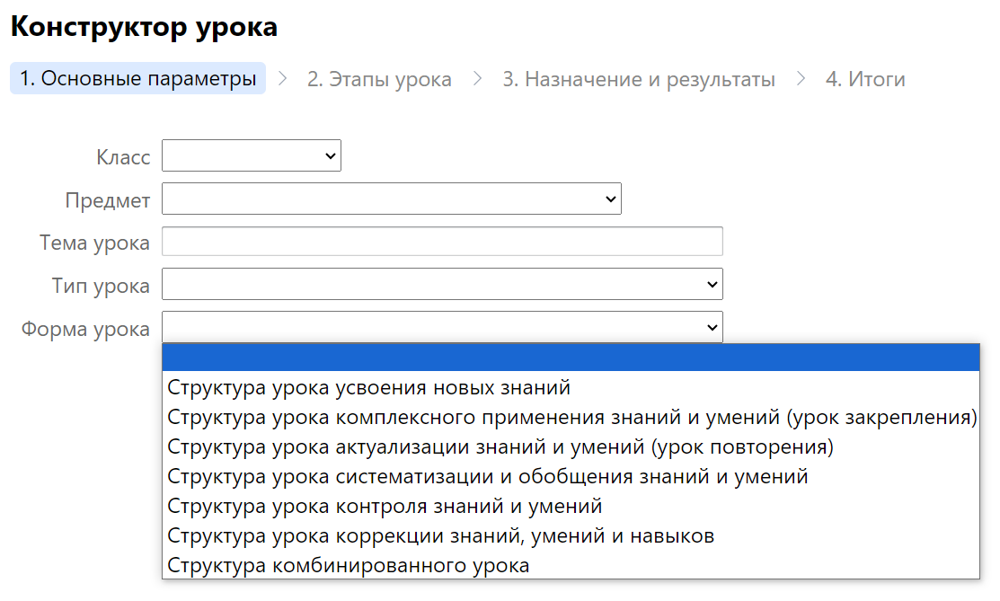 Конструктор урока
1. Основные параметры > 2. Этапы урока > 3. Назначение и результаты > 4. Итоги
Класс
Предмет
Тема урока
Тип урока
Форма урока
Структура урока усвоения новых знаний
Структура урока комплексного применения знаний и умений (урок закрепления)
Структура урока актуализации знаний и умений (урок повторения)
Структура урока систематизации и обобщения знаний и умений
Структура урока контроля знаний и умений
Структура урока коррекции знаний, умений и навыков
Структура комбинированного урока